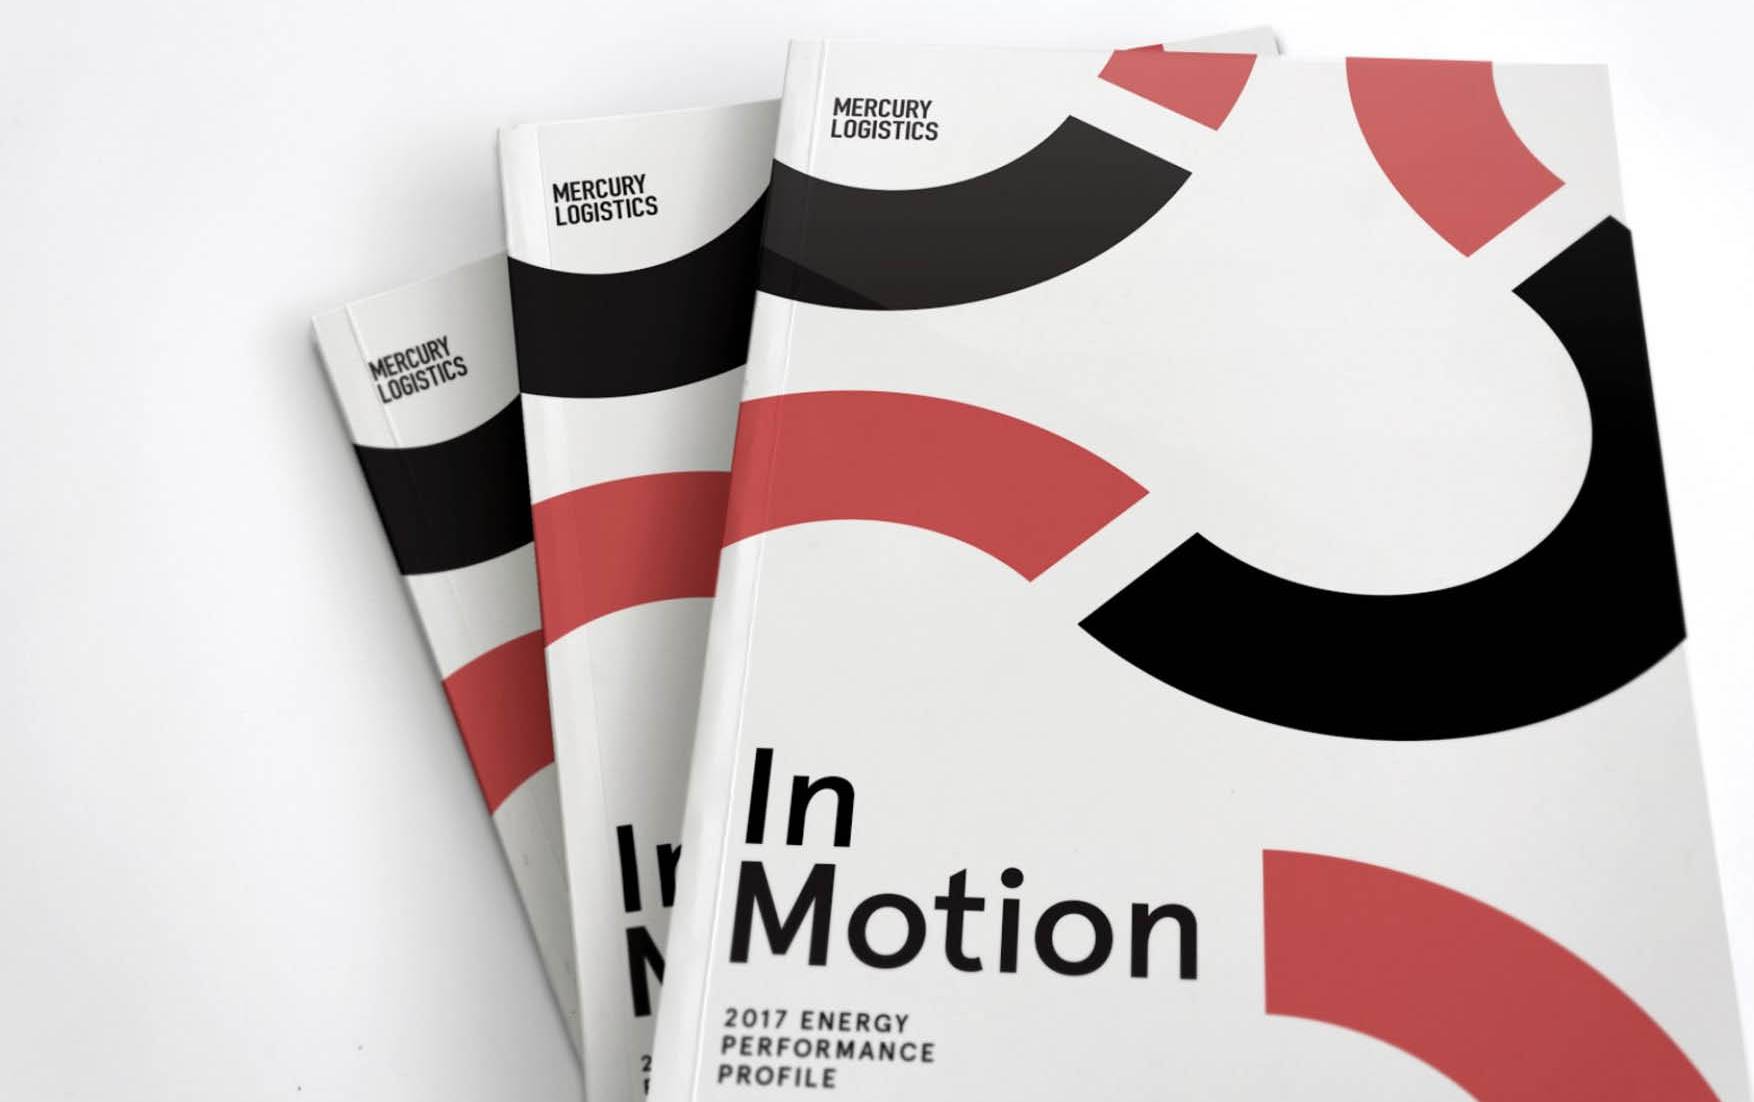 MERCURY
LOGISTICS
MERCURY
LOGISTICS
MERCURY
LOGISTICS
In
Motion
2017 ENERGY
PERFORMANCE
PROFILE